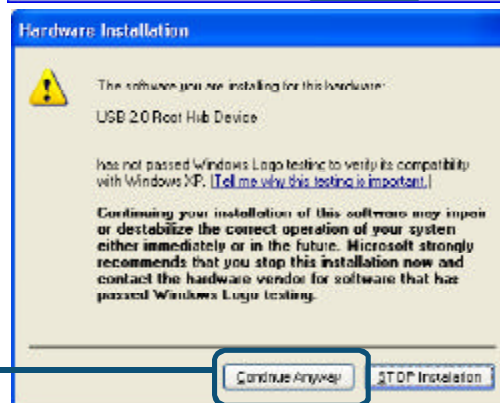 Hardware Installation
The software you are installing for this hardware:
USB 2.0 Root Hub Device
has not passed Windows Logo testing to verify its compatibility
with Windows XP. (Tell me why this testing is important.)
Continuing your installation of this software may impair
or destabilize the correct operation of your system
either immediately or in the future. Microsoft strongly
recommends that you stop this installation now and
contact the hardware vendor for software that has
passed Windows Logo testing.
Continue Anyway
STOP Installation